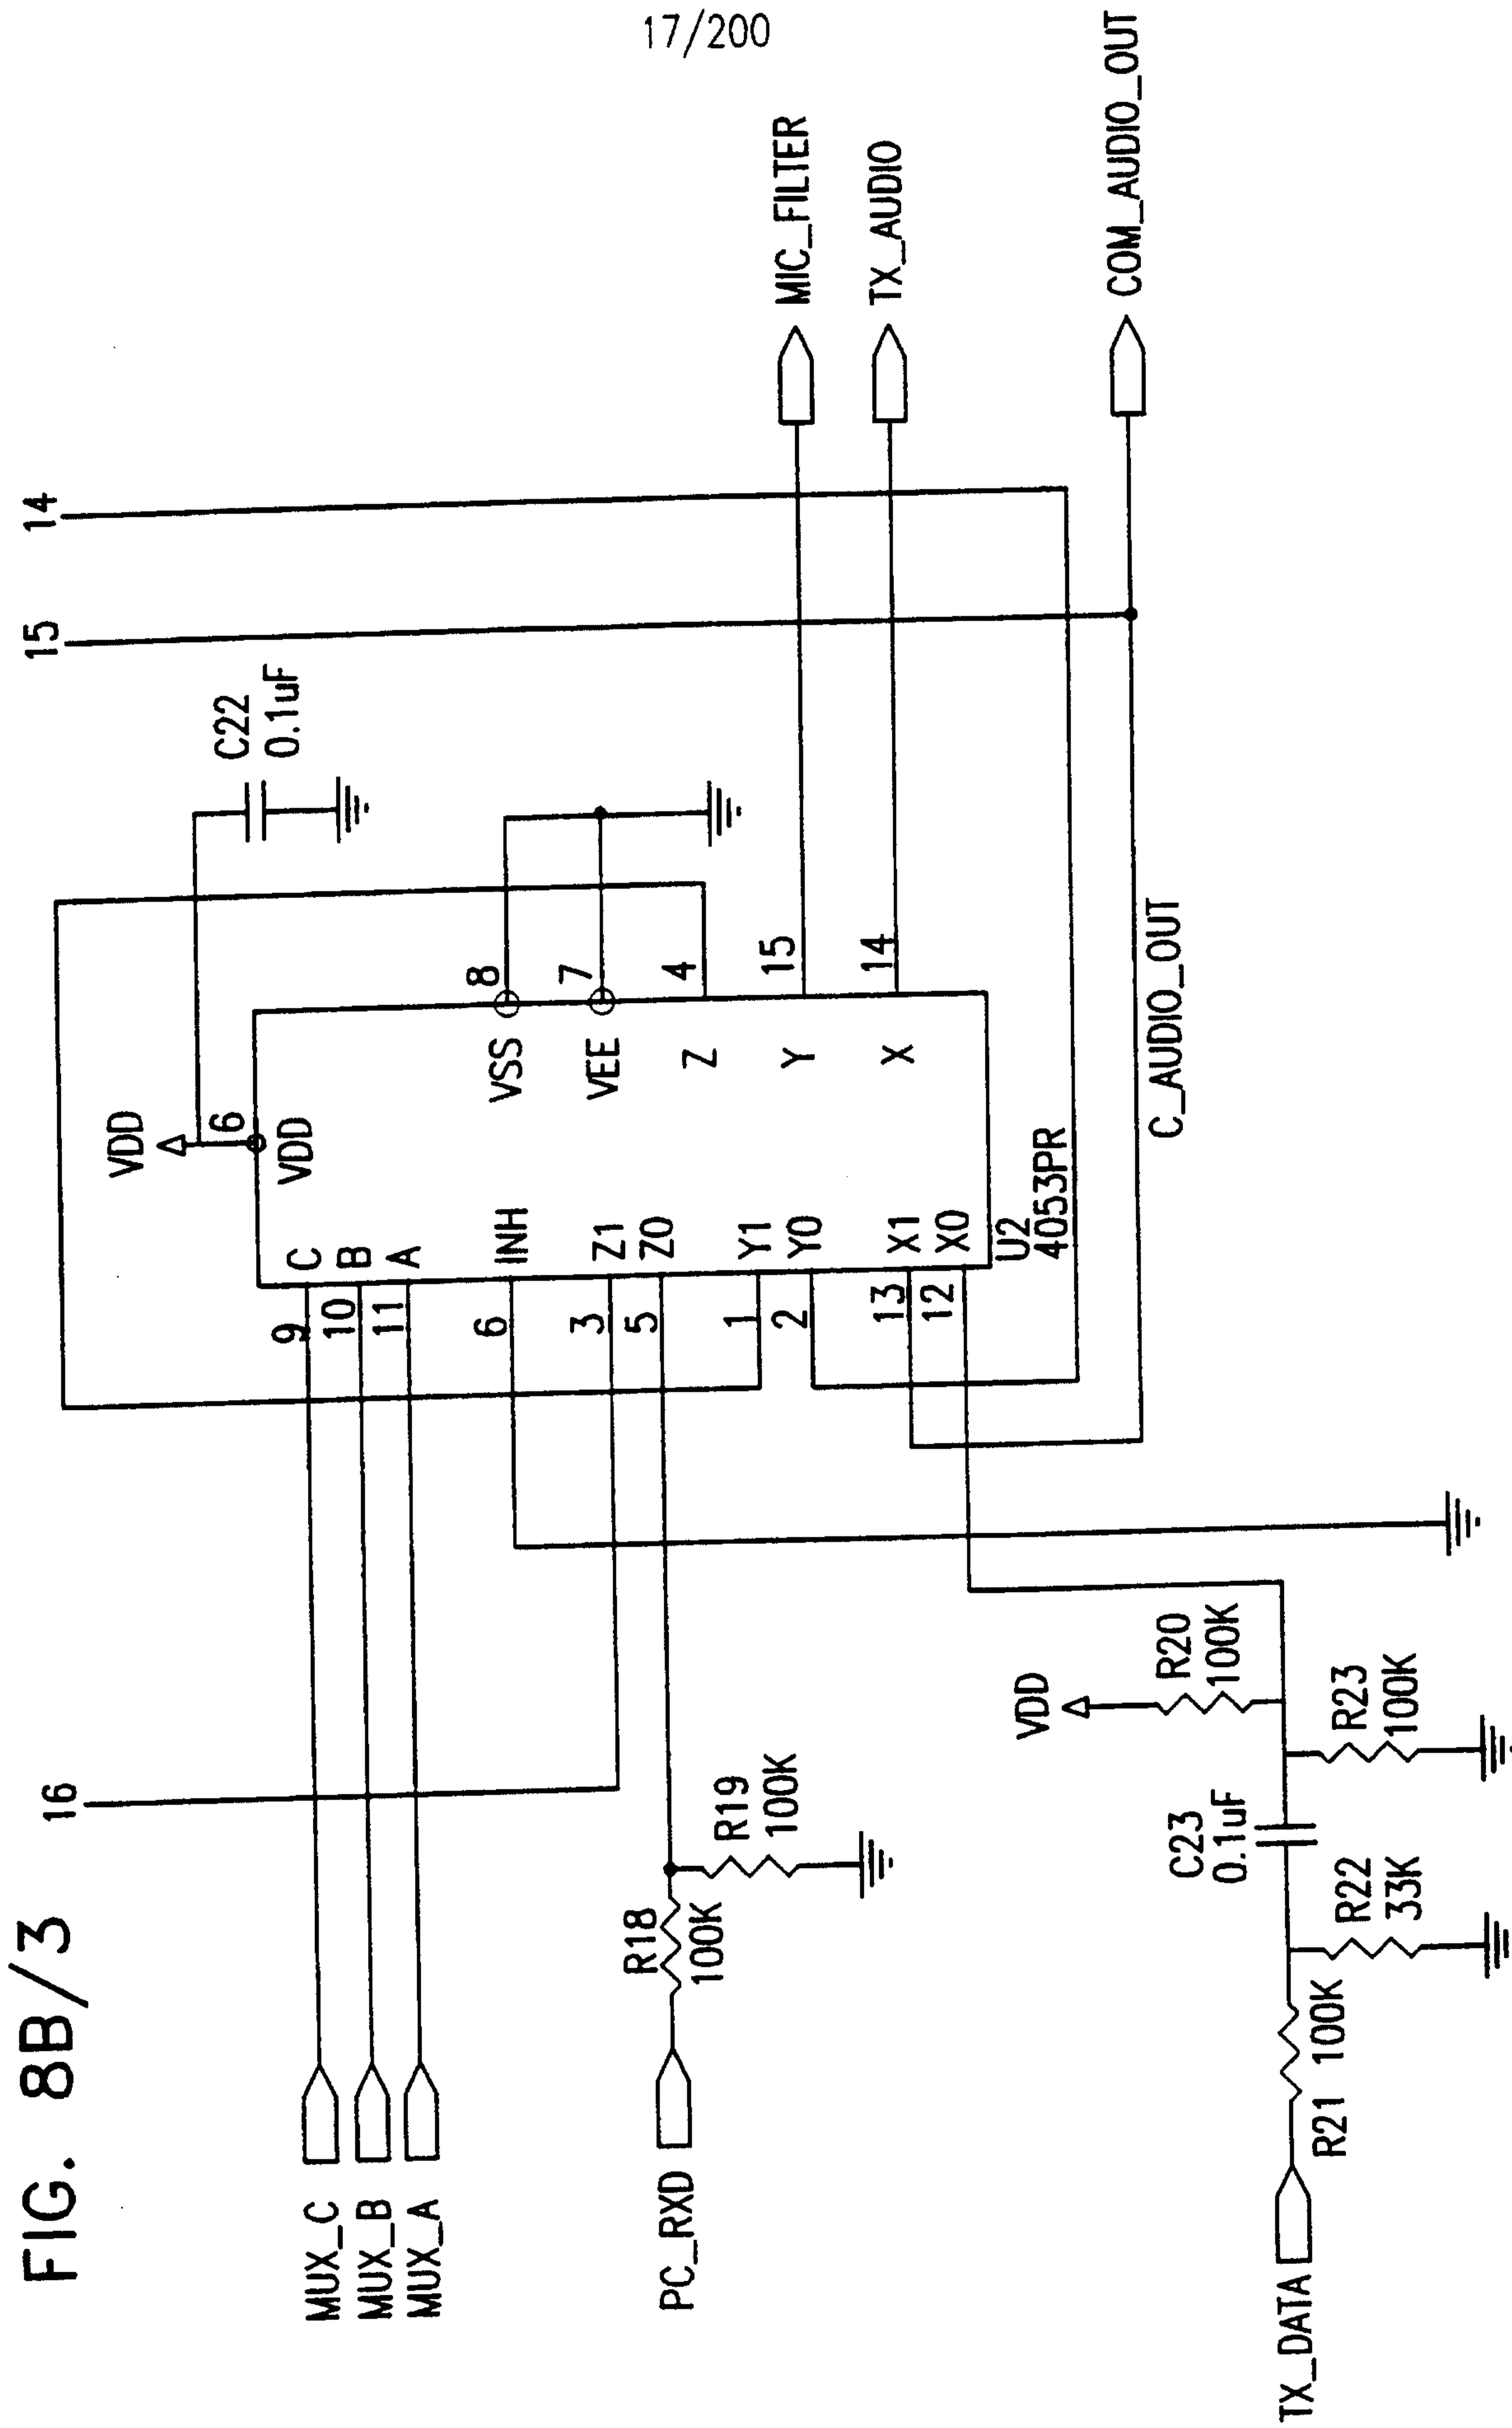 17/200
FIG. 8B/3
16
15
14
MUX_C
MUX_B
MUX_A
PC_RXD
R18
100K
R19
100K
TX_DATA
R21 100K
R22
33K
C23
0.1uF
R23
100K
VDD
R20
100K
9
10
11
6
3
5
1
2
13
12
C
B
A
INH
Z1
Z0
Y1
Y0
X1
X0
U2
4053PR
VDD
6
VDD
VSS
VEE
Z
Y
X
8
7
4
15
14
C22
0.1uF
C_AUDIO_OUT
MIC_FILTER
TX_AUDIO
COM_AUDIO_OUT